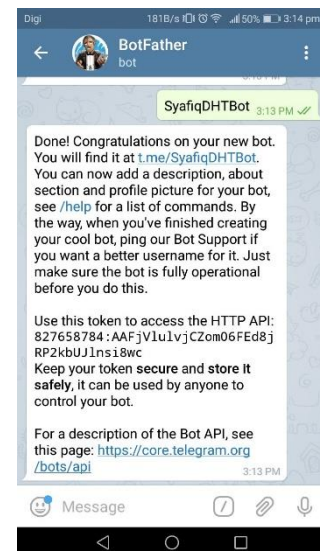 Digi 181B/s 50% 3:14 pm
BotFather
bot
SyafiqDHTBot 3:13 PM
Done! Congratulations on your new bot.
You will find it at t.me/SyafiqDHTBot.
You can now add a description, about
section and profile picture for your bot,
see /help for a list of commands. By
the way, when you've finished creating
your cool bot, ping our Bot Support if
you want a better username for it. Just
make sure the bot is fully operational
before you do this.
Use this token to access the HTTP API:
827658784:AAFjVlulvjCZomO6FEd8j
RP2kbUJlnsi8wc
Keep your token secure and store it
safely, it can be used by anyone to
control your bot.
For a description of the Bot API, see
this page: https://core.telegram.org
/bots/api
3:13 PM
Message